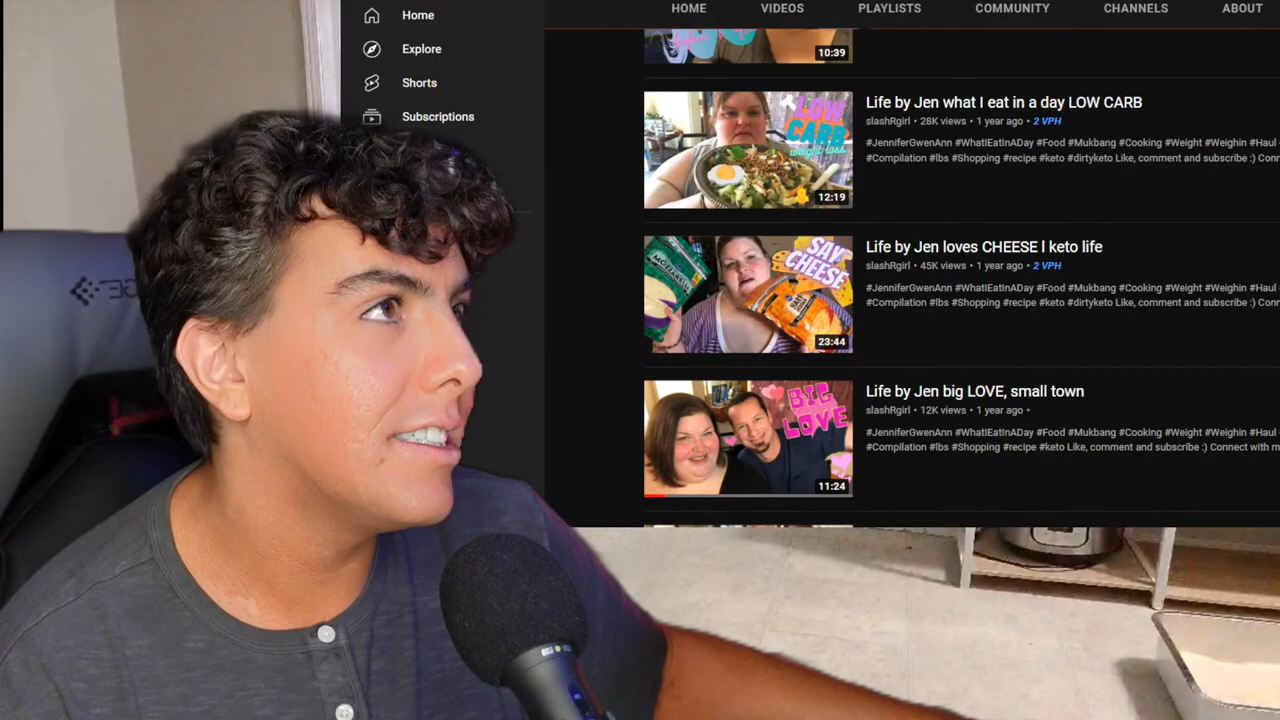 Home
Explore
Shorts
Subscriptions
HOME VIDEOS PLAYLISTS COMMUNITY CHANNELS ABOUT
10:39
LOW
CARB
weight loss
12:19
Life by Jen what I eat in a day LOW CARB
slashRgirl • 28K views • 1 year ago • 2 VPH
#JenniferGwenAnn #WhatIEatInADay #Food #Mukbang #Cooking #Weight #Weighin #Haul
#Compilation #lbs #Shopping #recipe #keto #dirtyketo Like, comment and subscribe :) Con
MOZZARELLA
SAY
CHEESE
23:44
Life by Jen loves CHEESE l keto life
slashRgirl • 45K views • 1 year ago • 2 VPH
#JenniferGwenAnn #WhatIEatInADay #Food #Mukbang #Cooking #Weight #Weighin #Haul
#Compilation #lbs #Shopping #recipe #keto #dirtyketo Like, comment and subscribe :) Con
BIG
LOVE
11:24
Life by Jen big LOVE, small town
slashRgirl • 12K views • 1 year ago •
#JenniferGwenAnn #WhatIEatInADay #Food #Mukbang #Cooking #Weight #Weighin #Haul
#Compilation #lbs #Shopping #recipe #keto Like, comment and subscribe :) Connect with m